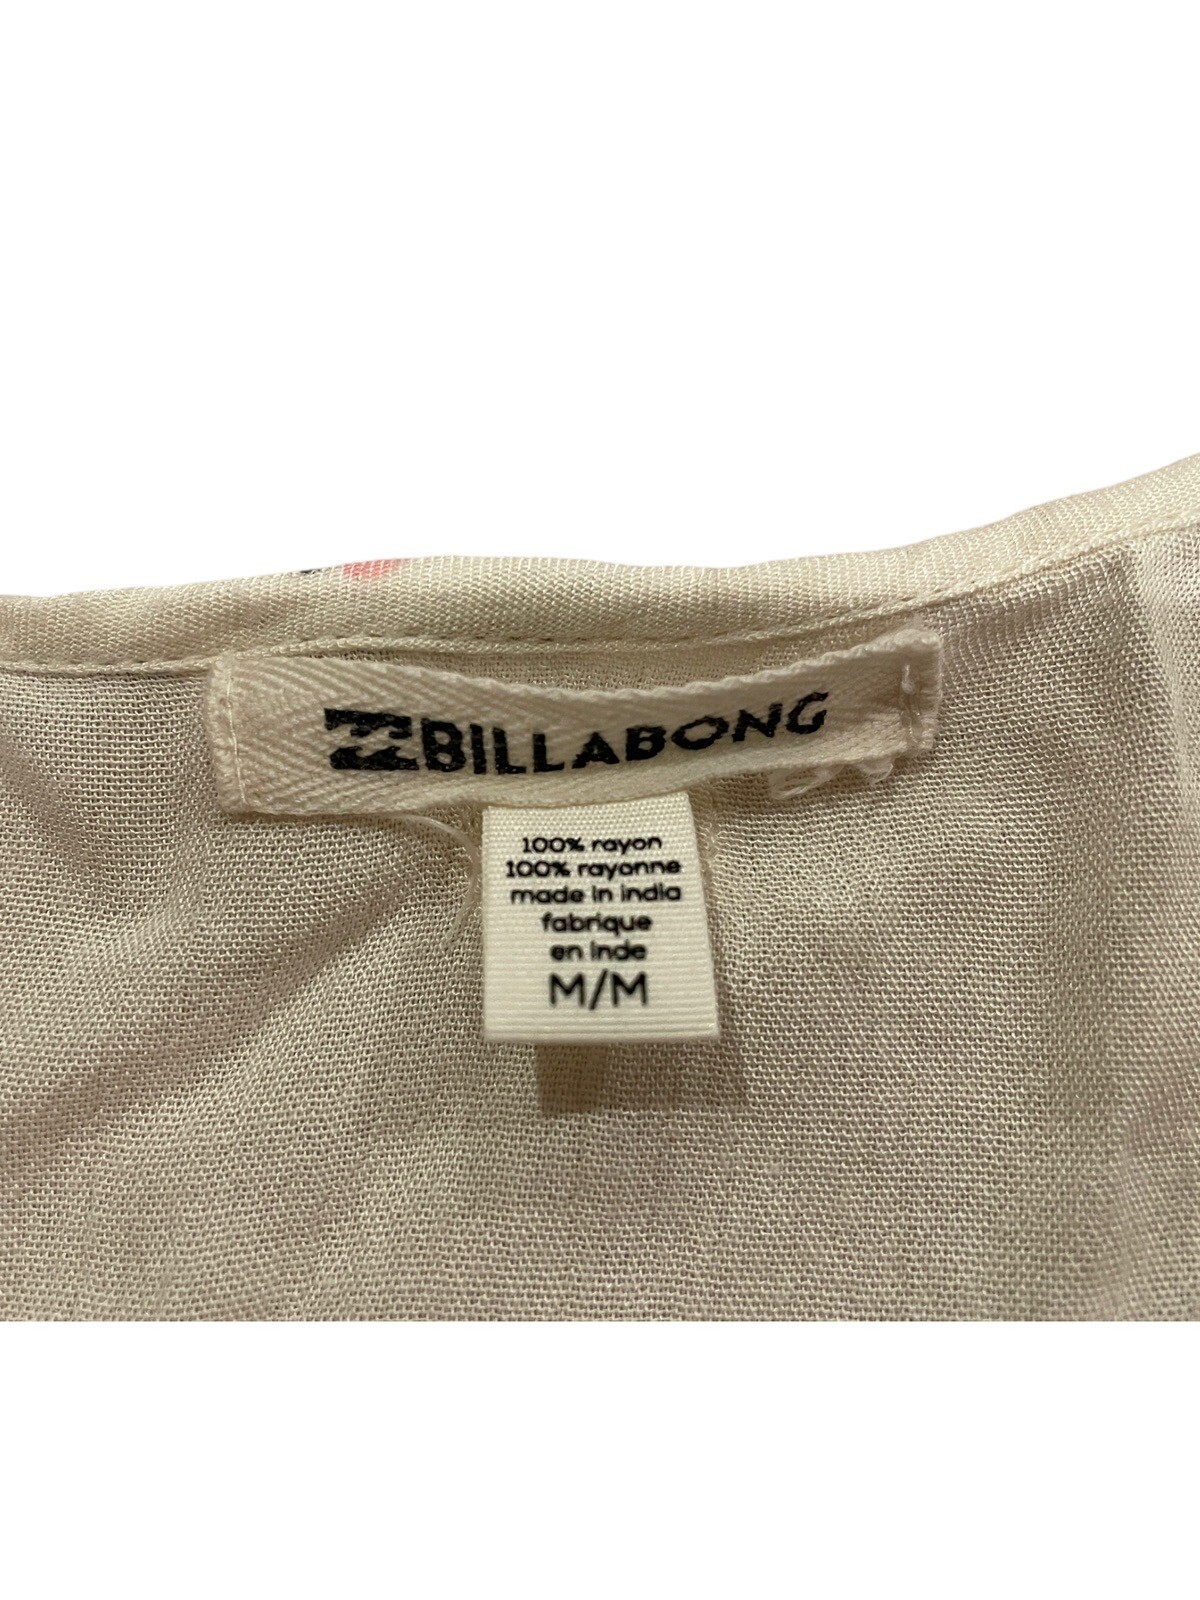 BILLABONG
100% rayon
100% rayonne
made in india
fabrique
en inde
M/M